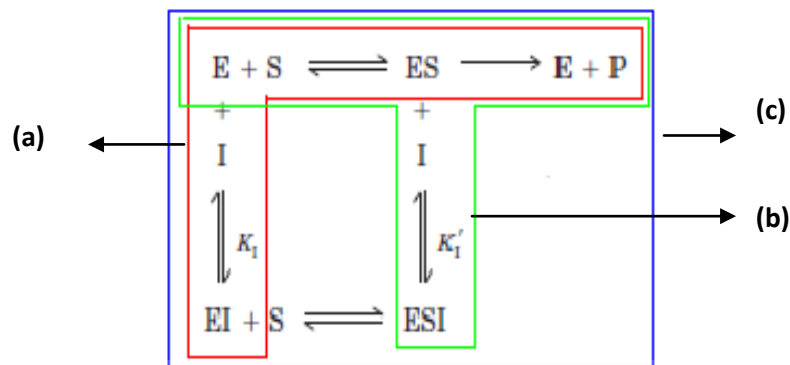 E + S ⇌ ES ⟶ E + P
(c)
+ +
(a)
I I
(b)
K_I K_I'
EI + S ⇌ ESI